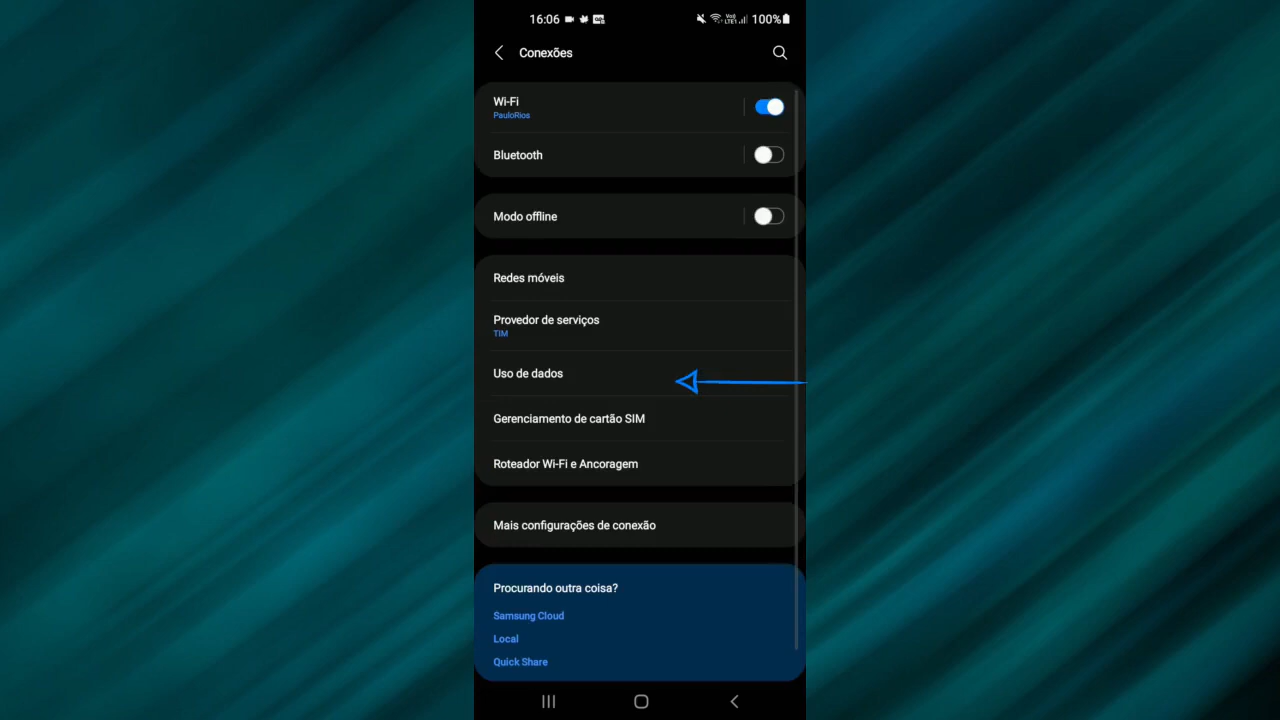 16:06 100%
Conexões
Wi-Fi
PauloRios
Bluetooth
Modo offline
Redes móveis
Provedor de serviços
TIM
Uso de dados
Gerenciamento de cartão SIM
Roteador Wi-Fi e Ancoragem
Mais configurações de conexão
Procurando outra coisa?
Samsung Cloud
Local
Quick Share